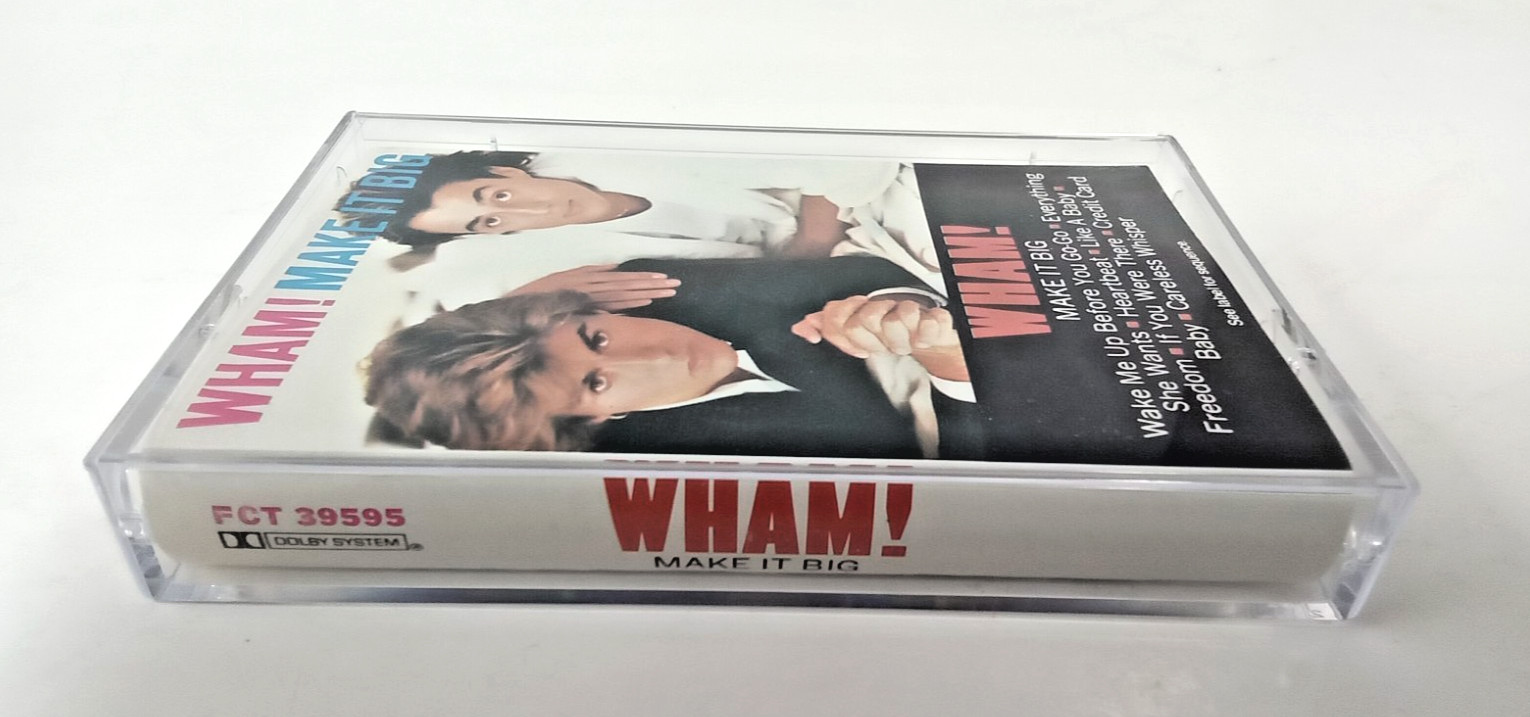 WHAM! MAKE IT BIG
WHAM!
MAKE IT BIG
Wake Me Up Before You Go-Go ▪ Everything
She Wants ▪ Heartbeat ▪ Like A Baby ▪
Freedom ▪ If You Were There ▪ Credit Card
Baby ▪ Careless Whisper
See label for sequence
FCT 39595
DOLBY SYSTEM ®
WHAM!
MAKE IT BIG